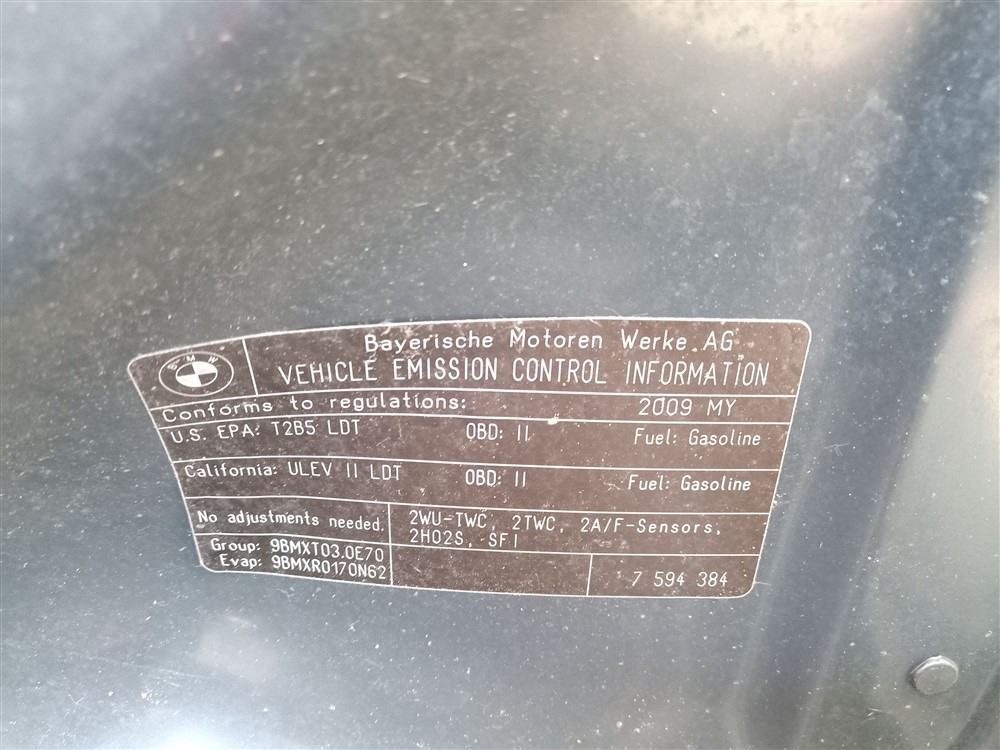 BMW
Bayerische Motoren Werke AG
VEHICLE EMISSION CONTROL INFORMATION
Conforms to regulations: 2009 MY
U.S. EPA: T2B5 LDT OBD: II Fuel: Gasoline
California: ULEV II LDT OBD: II Fuel: Gasoline
No adjustments needed. 2WU-TWC, 2TWC, 2A/F-Sensors,
2HO2S, SFI
Group: 9BMXT03.0E70
Evap: 9BMXR0170N62
7 594 384